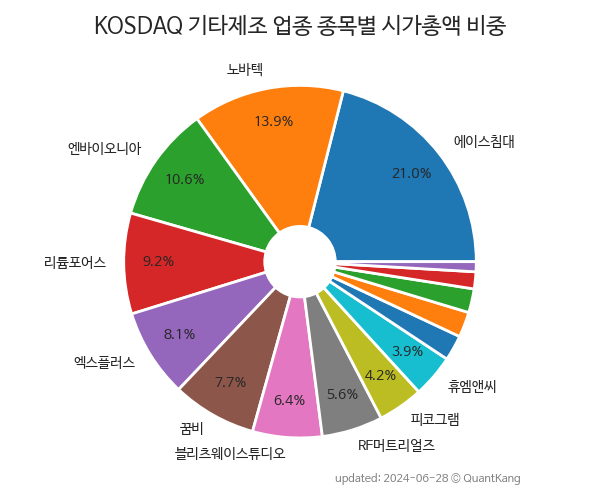 KOSDAQ 기타제조 업종 종목별 시가총액 비중
노바텍
13.9%
에이스침대
21.0%
엔바이오니아
10.6%
리튬포어스
9.2%
엑스플러스
8.1%
꿈비
7.7%
블리츠웨이스튜디오
6.4%
RF머트리얼즈
5.6%
피코그램
4.2%
휴엠앤씨
3.9%
updated: 2024-06-28 © QuantKang